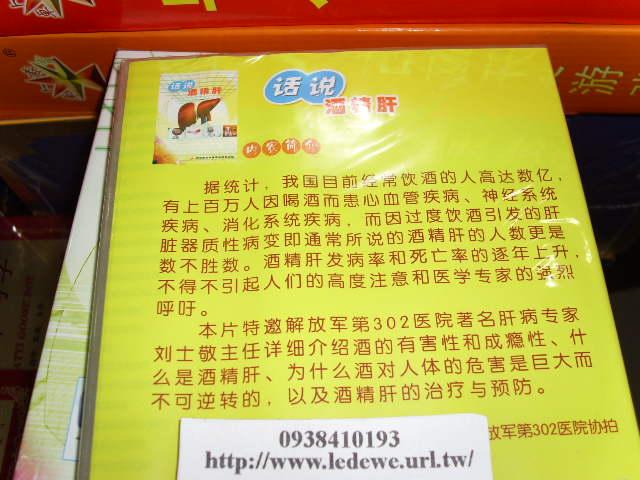 游
话说
酒精肝
话说
酒精肝
内容简介
据统计，我国目前经常饮酒的人高达数亿，
有上百万人因喝酒而患心血管疾病、神经系统
疾病、消化系统疾病，而因过度饮酒引发的肝
脏器质性病变即通常所说的酒精肝的人数更是
数不胜数。酒精肝发病率和死亡率的逐年上升，
不得不引起人们的高度注意和医学专家的强烈
呼吁。
本片特邀解放军第302医院著名肝病专家
刘士敬主任详细介绍酒的有害性和成瘾性、什
么是酒精肝、为什么酒对人体的危害是巨大而
不可逆转的，以及酒精肝的治疗与预防。
放军第302医院协拍
0938410193
http://www.ledewe.url.tw/